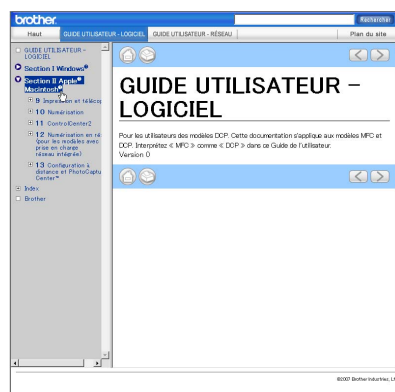 brother
Rechercher
Haut
GUIDE UTILISATEUR - LOGICIEL
GUIDE UTILISATEUR - RÉSEAU
Plan du site
GUIDE UTILISATEUR -
LOGICIEL
Section I Windows®
Section II Apple®
Macintosh®
9 Impression et télécop
10 Numérisation
11 ControlCenter2
12 Numérisation en ré
(pour les modèles avec
prise en charge
réseau intégrée)
13 Configuration à
distance et PhotoCaptu
Center™
Index
Brother
GUIDE UTILISATEUR –
LOGICIEL
Pour les utilisateurs des modèles DCP. Cette documentation s'applique aux modèles MFC et
DCP. Interprétez « MFC » comme « DCP » dans ce Guide de l'utilisateur.
Version 0
©2007 Brother Industries, Lt